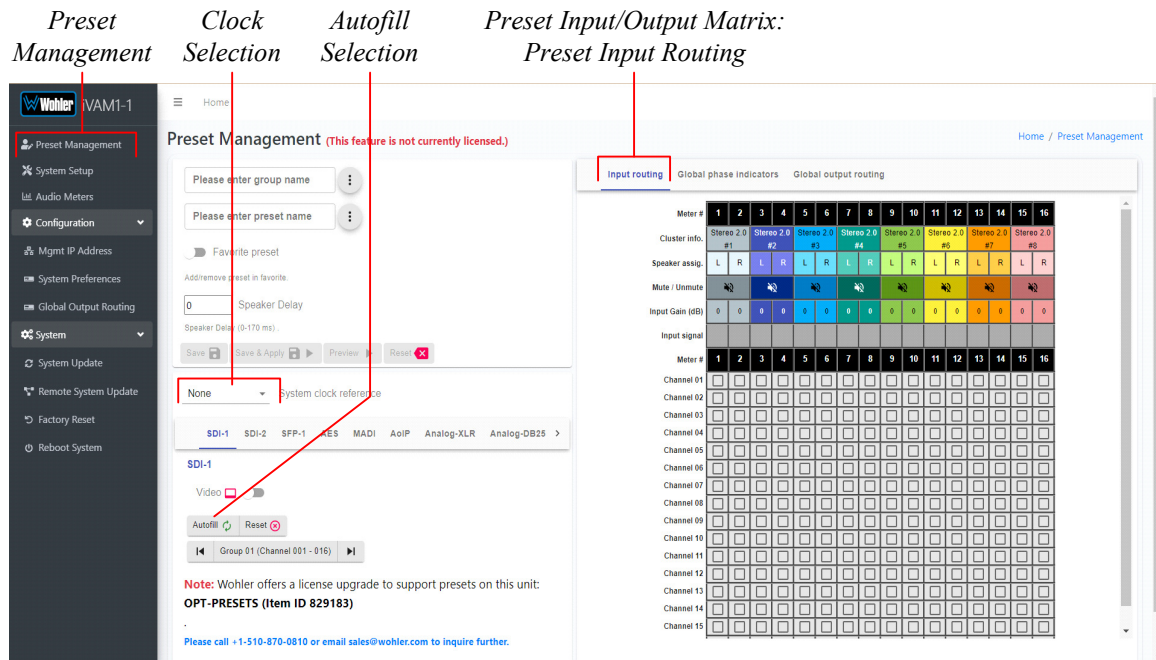 Preset Management
Clock Selection
Autofill Selection
Preset Input/Output Matrix:
Preset Input Routing
Wohler iVAM1-1
Preset Management
System Setup
Audio Meters
Configuration
Mgmt IP Address
System Preferences
Global Output Routing
System
System Update
Remote System Update
Factory Reset
Reboot System
Home
Preset Management (This feature is not currently licensed.)
Home / Preset Management
Please enter group name
Please enter preset name
Favorite preset
Add/remove preset in favorite.
0 Speaker Delay
Speaker Delay (0-170 ms) .
Save Save & Apply Preview Reset
None System clock reference
SDI-1 SDI-2 SFP-1 AES MADI AoIP Analog-XLR Analog-DB25
SDI-1
Video
Autofill Reset
Group 01 (Channel 001 - 016)
Note: Wohler offers a license upgrade to support presets on this unit:
OPT-PRESETS (Item ID 829183)
.
Please call +1-510-870-0810 or email sales@wohler.com to inquire further.
Input routing Global phase indicators Global output routing
Meter # 1 2 3 4 5 6 7 8 9 10 11 12 13 14 15 16
Cluster info. Stereo 2.0 #1 Stereo 2.0 #2 Stereo 2.0 #3 Stereo 2.0 #4 Stereo 2.0 #5 Stereo 2.0 #6 Stereo 2.0 #7 Stereo 2.0 #8
Speaker assig. L R L R L R L R L R L R L R L R
Mute / Unmute
Input Gain (dB) 0 0 0 0 0 0 0 0 0 0 0 0 0 0 0 0
Input signal
Meter # 1 2 3 4 5 6 7 8 9 10 11 12 13 14 15 16
Channel 01
Channel 02
Channel 03
Channel 04
Channel 05
Channel 06
Channel 07
Channel 08
Channel 09
Channel 10
Channel 11
Channel 12
Channel 13
Channel 14
Channel 15